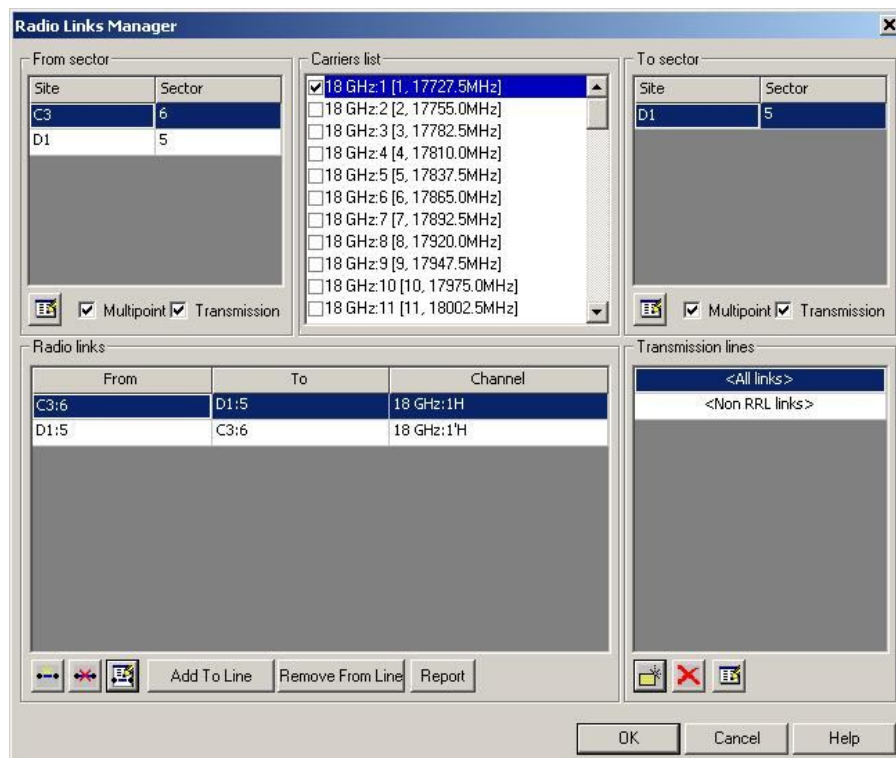 Radio Links Manager
From sector
Site Sector
C3 6
D1 5
Multipoint Transmission
Carriers list
18 GHz:1 [1, 17727.5MHz]
18 GHz:2 [2, 17755.0MHz]
18 GHz:3 [3, 17782.5MHz]
18 GHz:4 [4, 17810.0MHz]
18 GHz:5 [5, 17837.5MHz]
18 GHz:6 [6, 17865.0MHz]
18 GHz:7 [7, 17892.5MHz]
18 GHz:8 [8, 17920.0MHz]
18 GHz:9 [9, 17947.5MHz]
18 GHz:10 [10, 17975.0MHz]
18 GHz:11 [11, 18002.5MHz]
To sector
Site Sector
D1 5
Multipoint Transmission
Radio links
From To Channel
C3:6 D1:5 18 GHz:1H
D1:5 C3:6 18 GHz:1'H
Add To Line Remove From Line Report
Transmission lines
<All links>
<Non RRL links>
OK Cancel Help